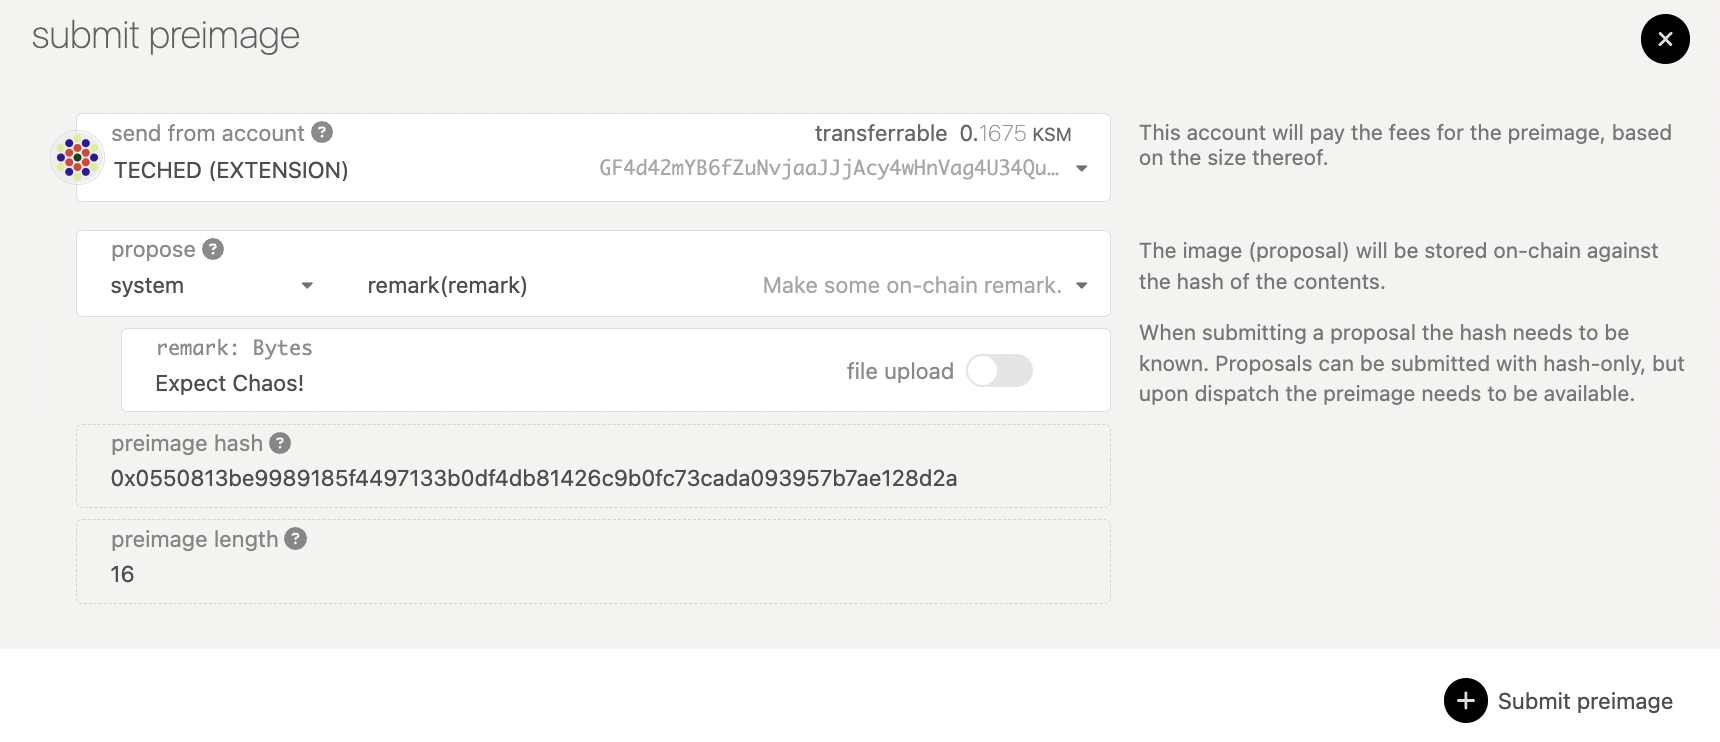 submit preimage
send from account ?
transferrable 0.1675 KSM
TECHED (EXTENSION)
GF4d42mYB6fZuNvjaaJJjAcy4wHnVag4U34Qu…
This account will pay the fees for the preimage, based
on the size thereof.
propose ?
system
remark(remark)
Make some on-chain remark.
The image (proposal) will be stored on-chain against
the hash of the contents.
remark: Bytes
Expect Chaos!
file upload
When submitting a proposal the hash needs to be
known. Proposals can be submitted with hash-only, but
upon dispatch the preimage needs to be available.
preimage hash ?
0x0550813be9989185f4497133b0df4db81426c9b0fc73cada093957b7ae128d2a
preimage length ?
16
Submit preimage